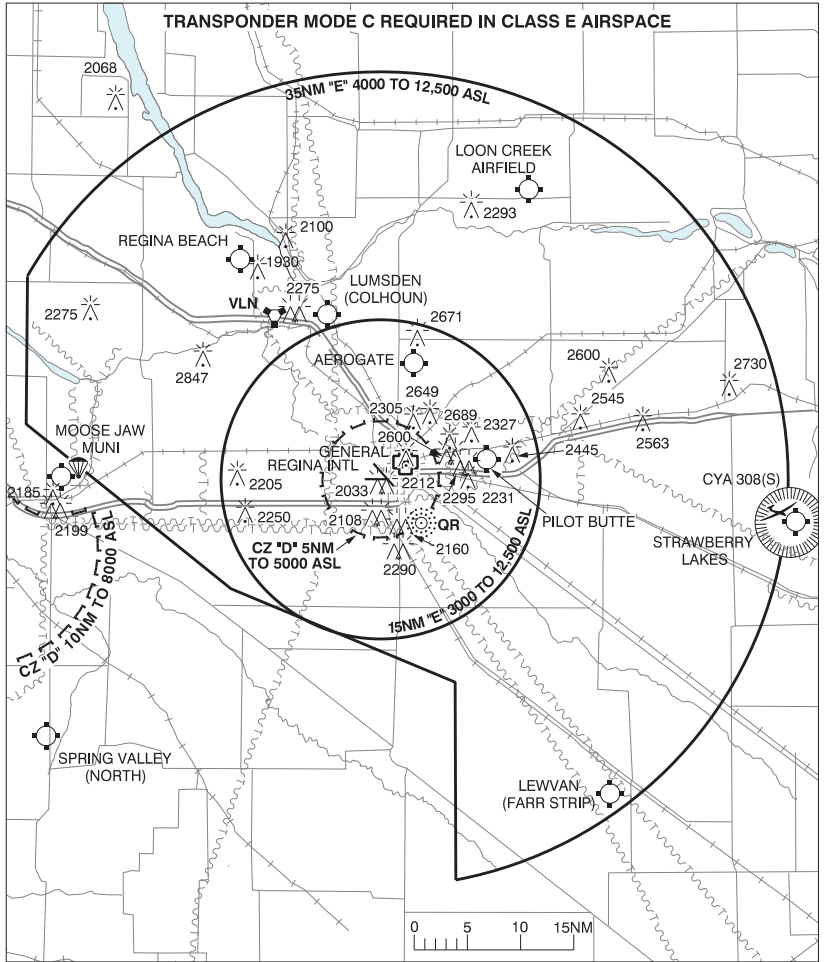 TRANSPONDER MODE C REQUIRED IN CLASS E AIRSPACE
2068
35NM "E" 4000 TO 12,500 ASL
LOON CREEK
AIRFIELD
2293
2100
REGINA BEACH
1930
2275
LUMSDEN
(COLHOUN)
VLN
2275
2671
AEROGATE
2847
2600
2730
2649
2305
2689
2545
2327
MOOSE JAW
MUNI
2600
GENERAL
2445
2563
REGINA INTL
2205
2212
CYA 308(S)
2185
2033
2295
2231
2199
2250
2108
QR
PILOT BUTTE
STRAWBERRY
LAKES
CZ "D" 5NM
TO 5000 ASL
2160
2290
15NM "E" 3000 TO 12,500 ASL
CZ "D" 10NM TO 8000 ASL
SPRING VALLEY
(NORTH)
LEWVAN
(FARR STRIP)
0 5 10 15NM